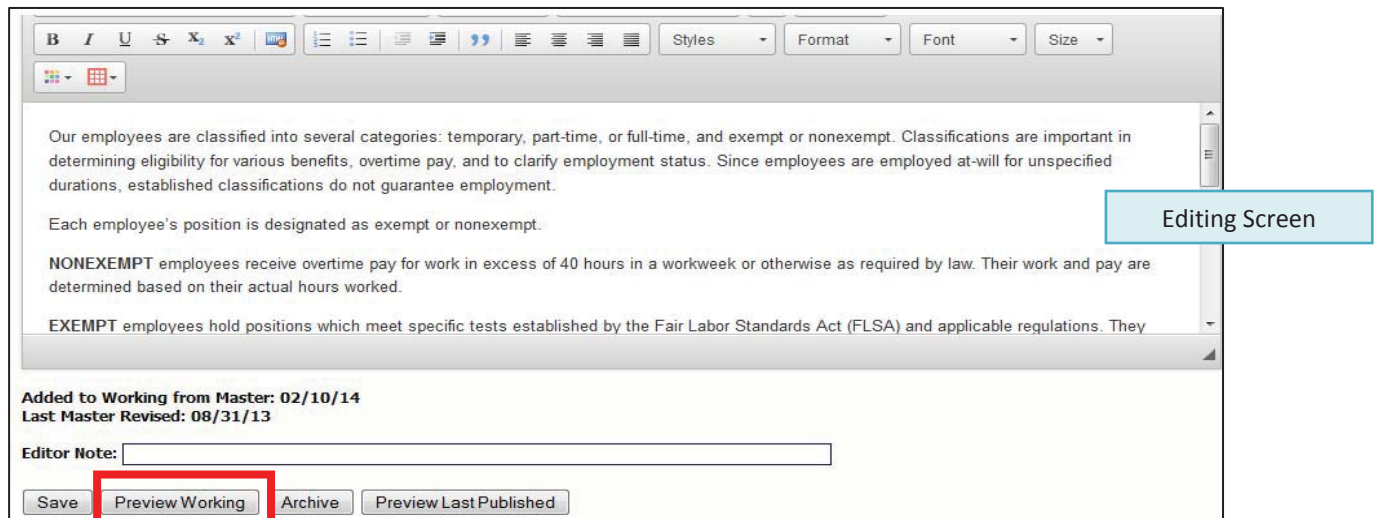 B I U S X₂ X² Styles Format Font Size
Our employees are classified into several categories: temporary, part-time, or full-time, and exempt or nonexempt. Classifications are important in
determining eligibility for various benefits, overtime pay, and to clarify employment status. Since employees are employed at-will for unspecified
durations, established classifications do not guarantee employment.
Each employee's position is designated as exempt or nonexempt.
Editing Screen
NONEXEMPT employees receive overtime pay for work in excess of 40 hours in a workweek or otherwise as required by law. Their work and pay are
determined based on their actual hours worked.
EXEMPT employees hold positions which meet specific tests established by the Fair Labor Standards Act (FLSA) and applicable regulations. They
Added to Working from Master: 02/10/14
Last Master Revised: 08/31/13
Editor Note:
Save Preview Working Archive Preview Last Published